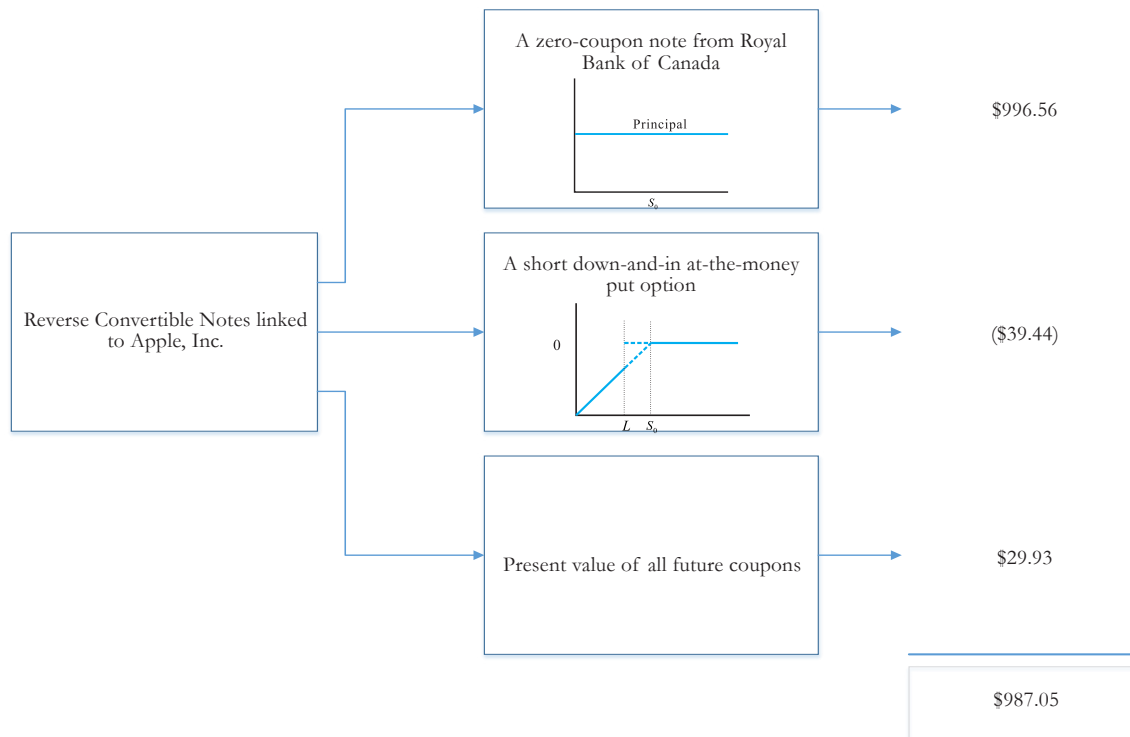 A zero-coupon note from Royal
Bank of Canada
Principal
S₀
$996.56
Reverse Convertible Notes linked
to Apple, Inc.
A short down-and-in at-the-money
put option
0
L S₀
($39.44)
Present value of all future coupons
$29.93
$987.05